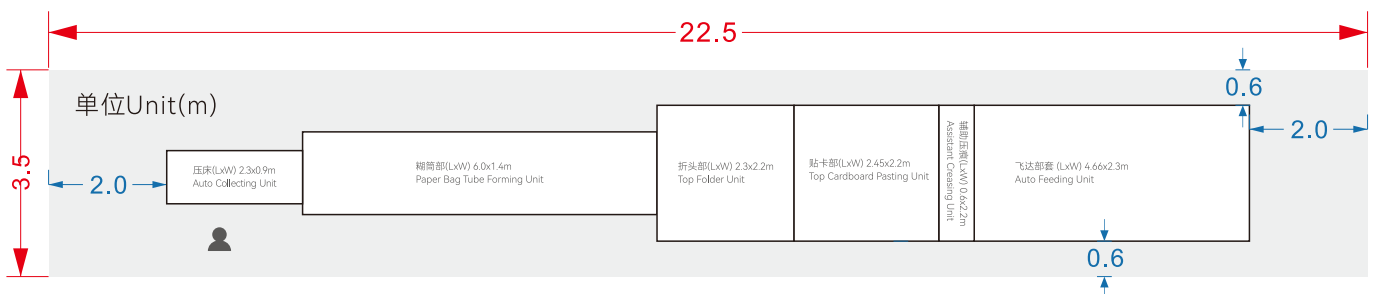 22.5
0.6
单位Unit(m)
3.5
2.0
压床(LxW) 2.3x0.9m
Auto Collecting Unit
糊筒部(LxW) 6.0x1.4m
Paper Bag Tube Forming Unit
折头部(LxW) 2.3x2.2m
Top Folder Unit
贴卡部(LxW) 2.45x2.2m
Top Cardboard Pasting Unit
辅助压痕(LxW) 0.6x2.2m
Assistant Creasing Unit
飞达部套 (LxW) 4.66x2.3m
Auto Feeding Unit
2.0
0.6